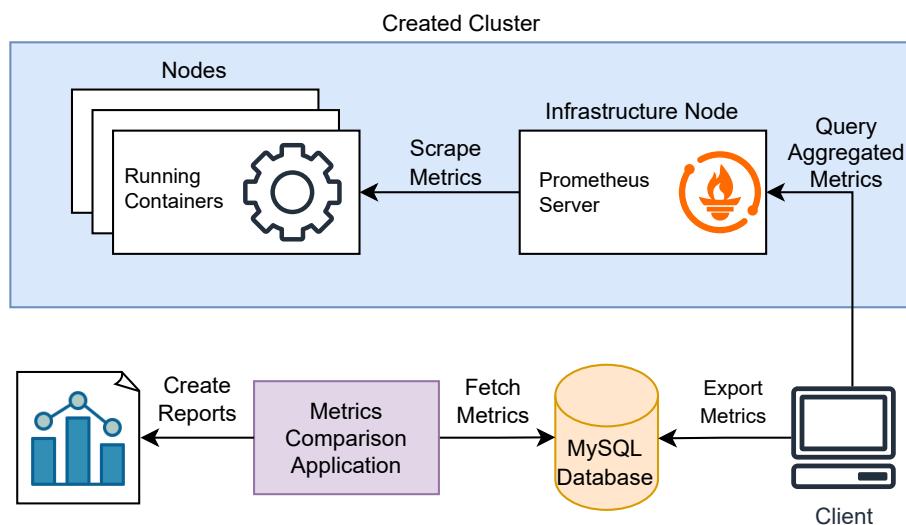 Created Cluster
Nodes
Infrastructure Node
Running
Containers
Scrape
Metrics
Prometheus
Server
Query
Aggregated
Metrics
Create
Reports
Metrics
Comparison
Application
Fetch
Metrics
MySQL
Database
Export
Metrics
Client